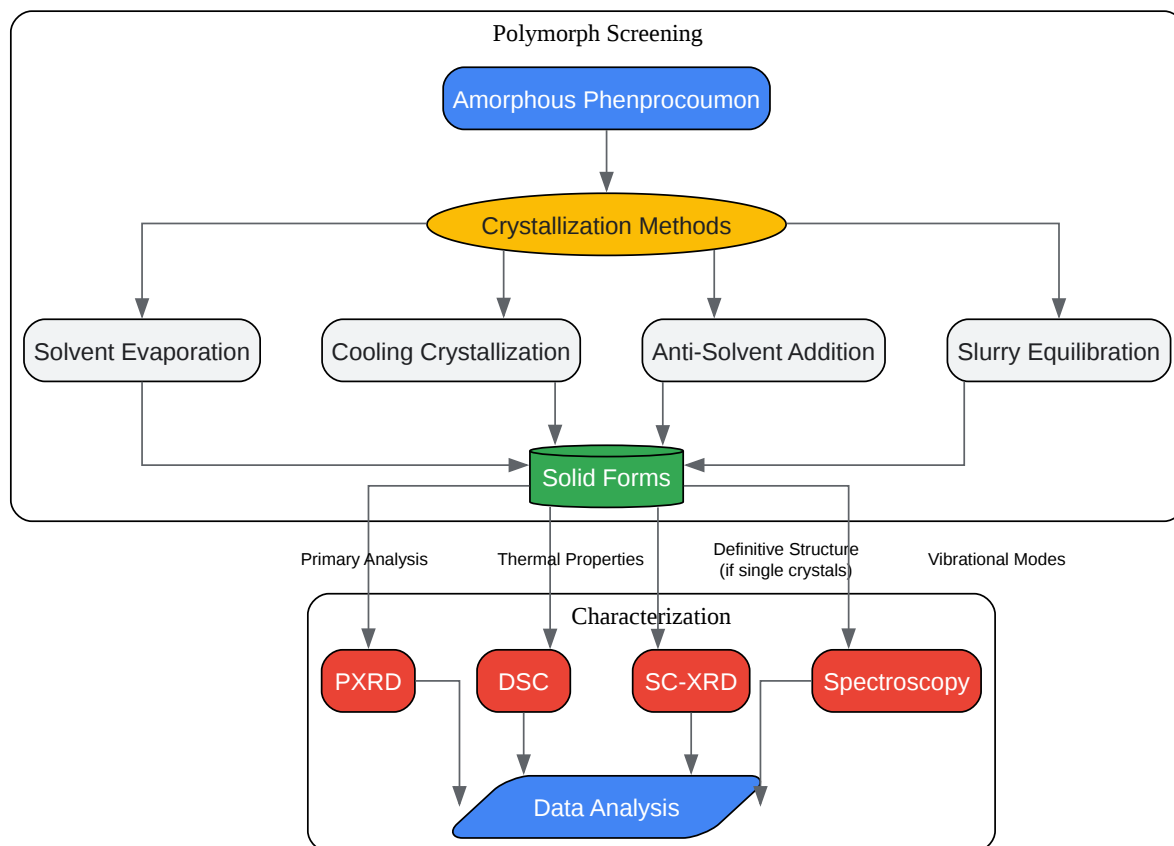 Polymorph Screening
Amorphous Phenprocoumon
Crystallization Methods
Solvent Evaporation
Cooling Crystallization
Anti-Solvent Addition
Slurry Equilibration
Solid Forms
Primary Analysis
Thermal Properties
Definitive Structure
(if single crystals)
Vibrational Modes
Characterization
PXRD
DSC
SC-XRD
Spectroscopy
Data Analysis